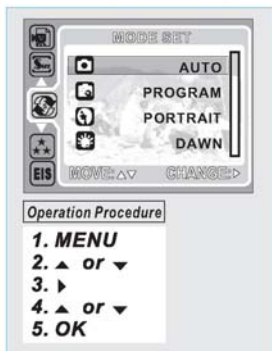 MODE SET
AUTO
PROGRAM
PORTRAIT
DAWN
EIS
MOVE:△▽ CHANGE:▷
Operation Procedure
1. MENU
2. ▲ or ▼
3. ▶
4. ▲ or ▼
5. OK